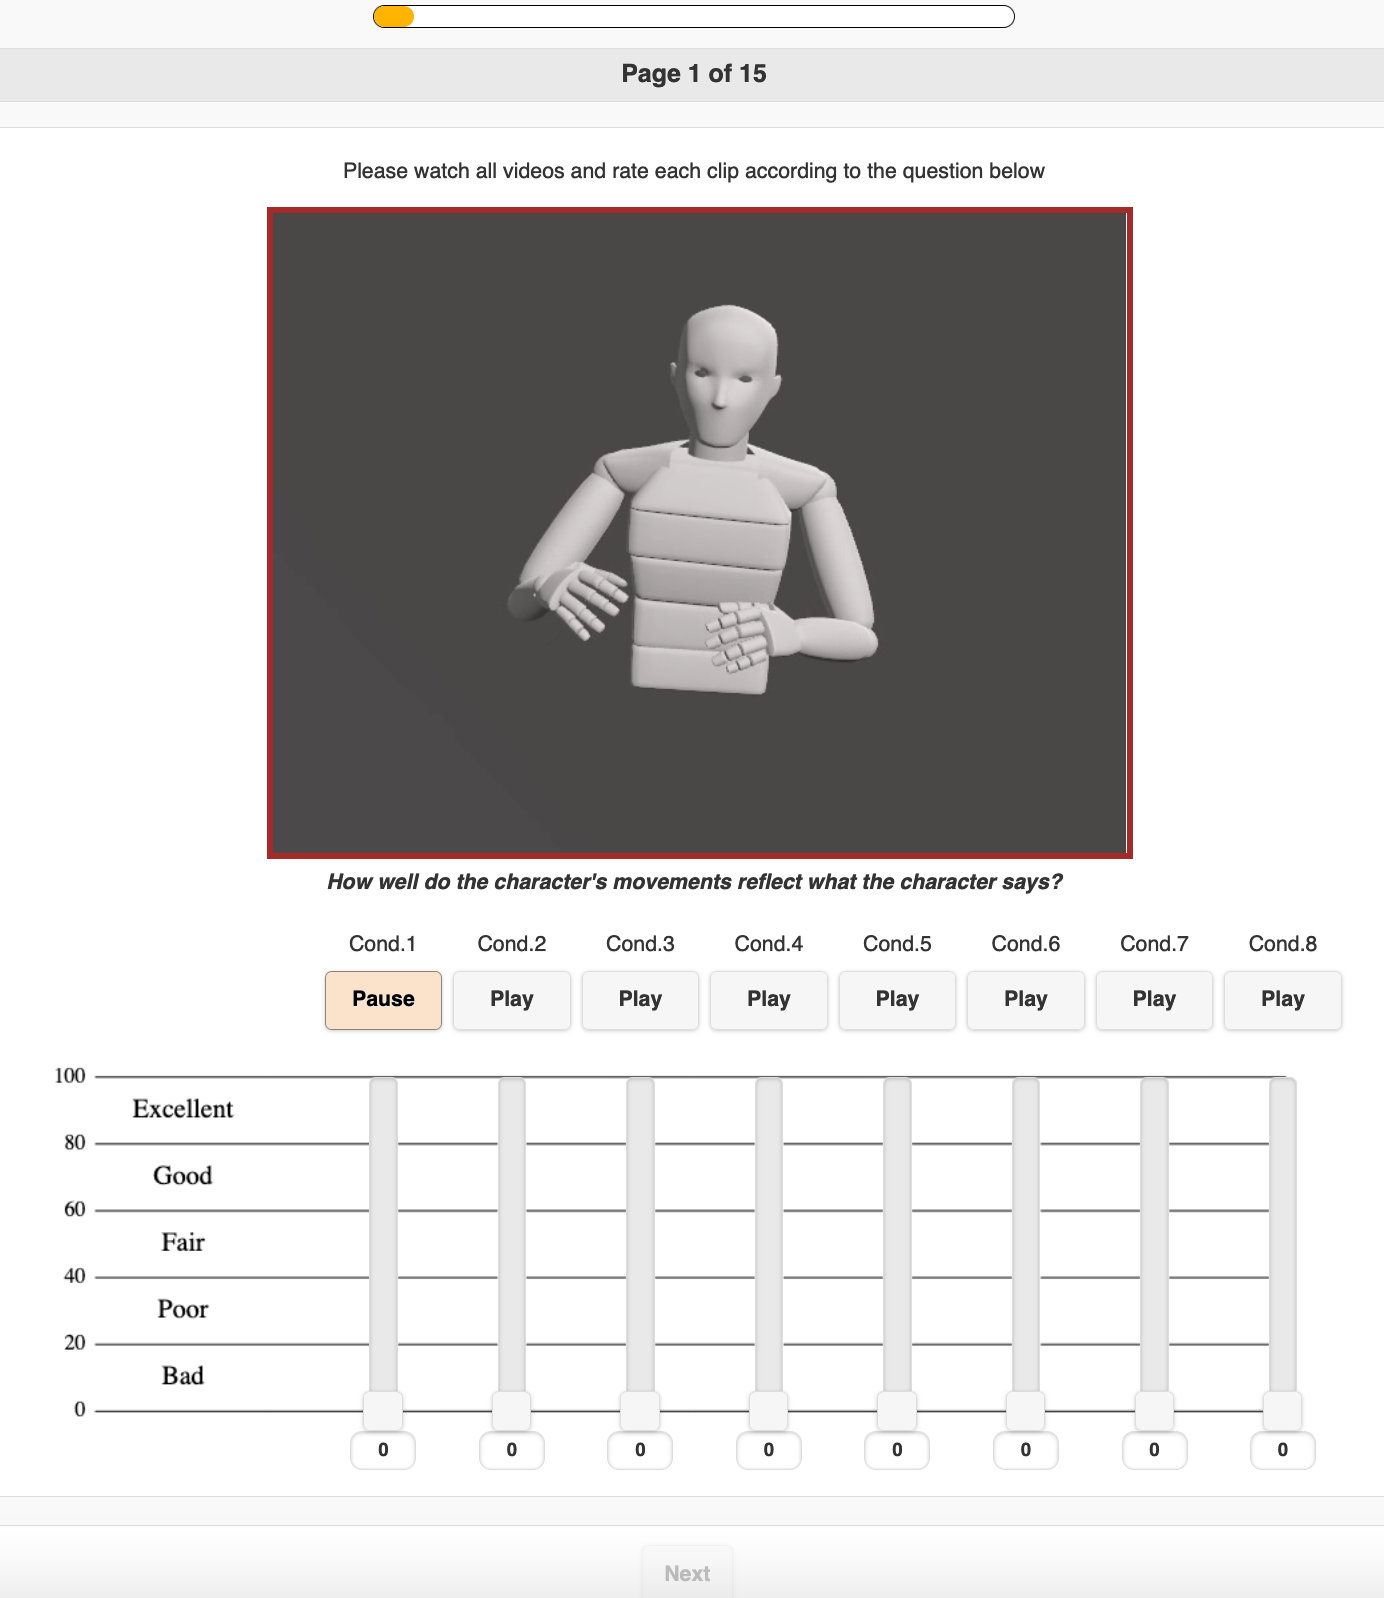 Page 1 of 15
Please watch all videos and rate each clip according to the question below
How well do the character's movements reflect what the character says?
Cond.1 Cond.2 Cond.3 Cond.4 Cond.5 Cond.6 Cond.7 Cond.8
Pause Play Play Play Play Play Play Play
100
Excellent
80
Good
60
Fair
40
Poor
20
Bad
0
0 0 0 0 0 0 0 0
Next